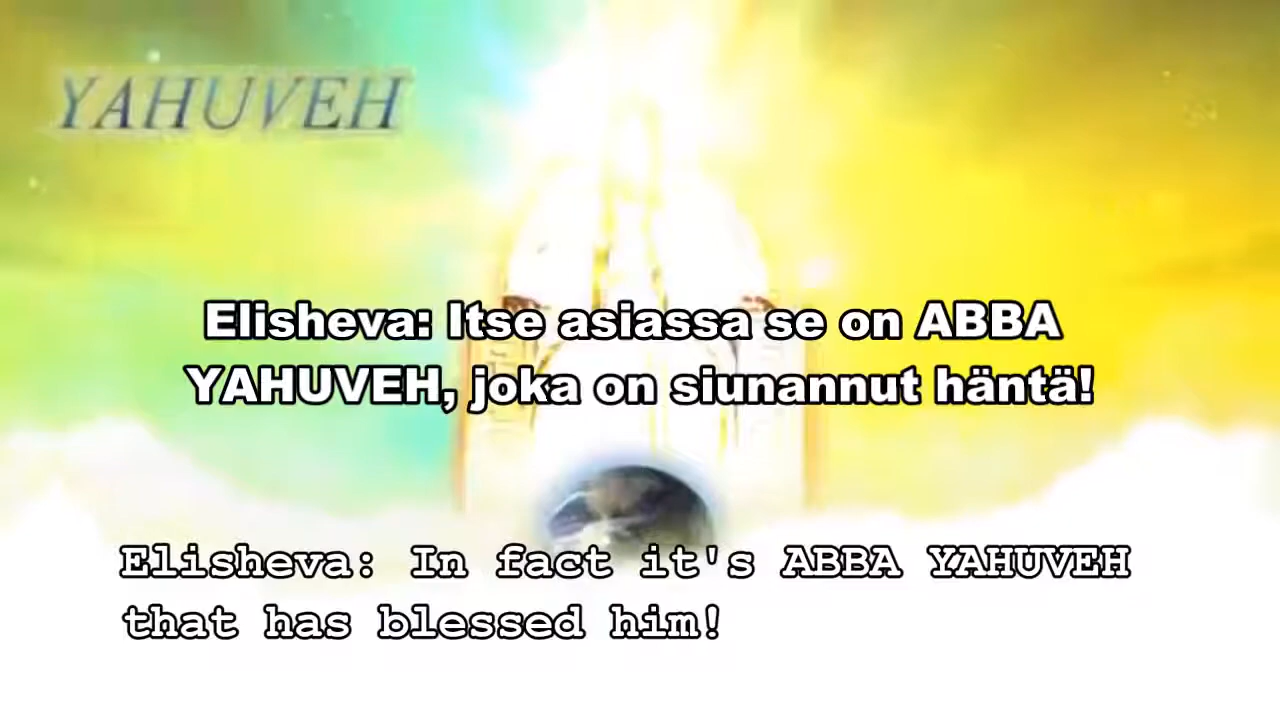 YAHUVEH
Elisheva: Itse asiassa se on ABBA
YAHUVEH, joka on siunannut häntä!
Elisheva: In fact it's ABBA YAHUVEH
that has blessed him!